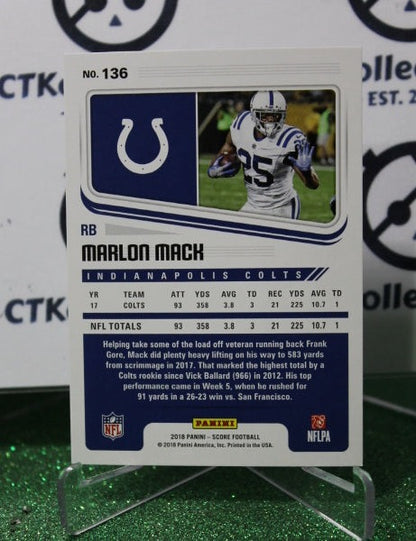 CTK
ollec
EST. 2
CTKo
No. 136
25
RB
MARLON MACK
INDIANAPOLIS COLTS
YR TEAM ATT YDS AVG TD REC YDS AVG TD
17 COLTS 93 358 3.8 3 21 225 10.7 1
NFL TOTALS 93 358 3.8 3 21 225 10.7 1
Helping take some of the load off veteran running back Frank
Gore, Mack did plenty heavy lifting on his way to 583 yards
from scrimmage in 2017. That marked the highest total by a
Colts rookie since Vick Ballard (966) in 2012. His top
performance came in Week 5, when he rushed for
91 yards in a 26-23 win vs. San Francisco.
NFL
PANINI
NFLPA
2018 PANINI – SCORE FOOTBALL
© 2018 Panini America, Inc. Printed in the USA.